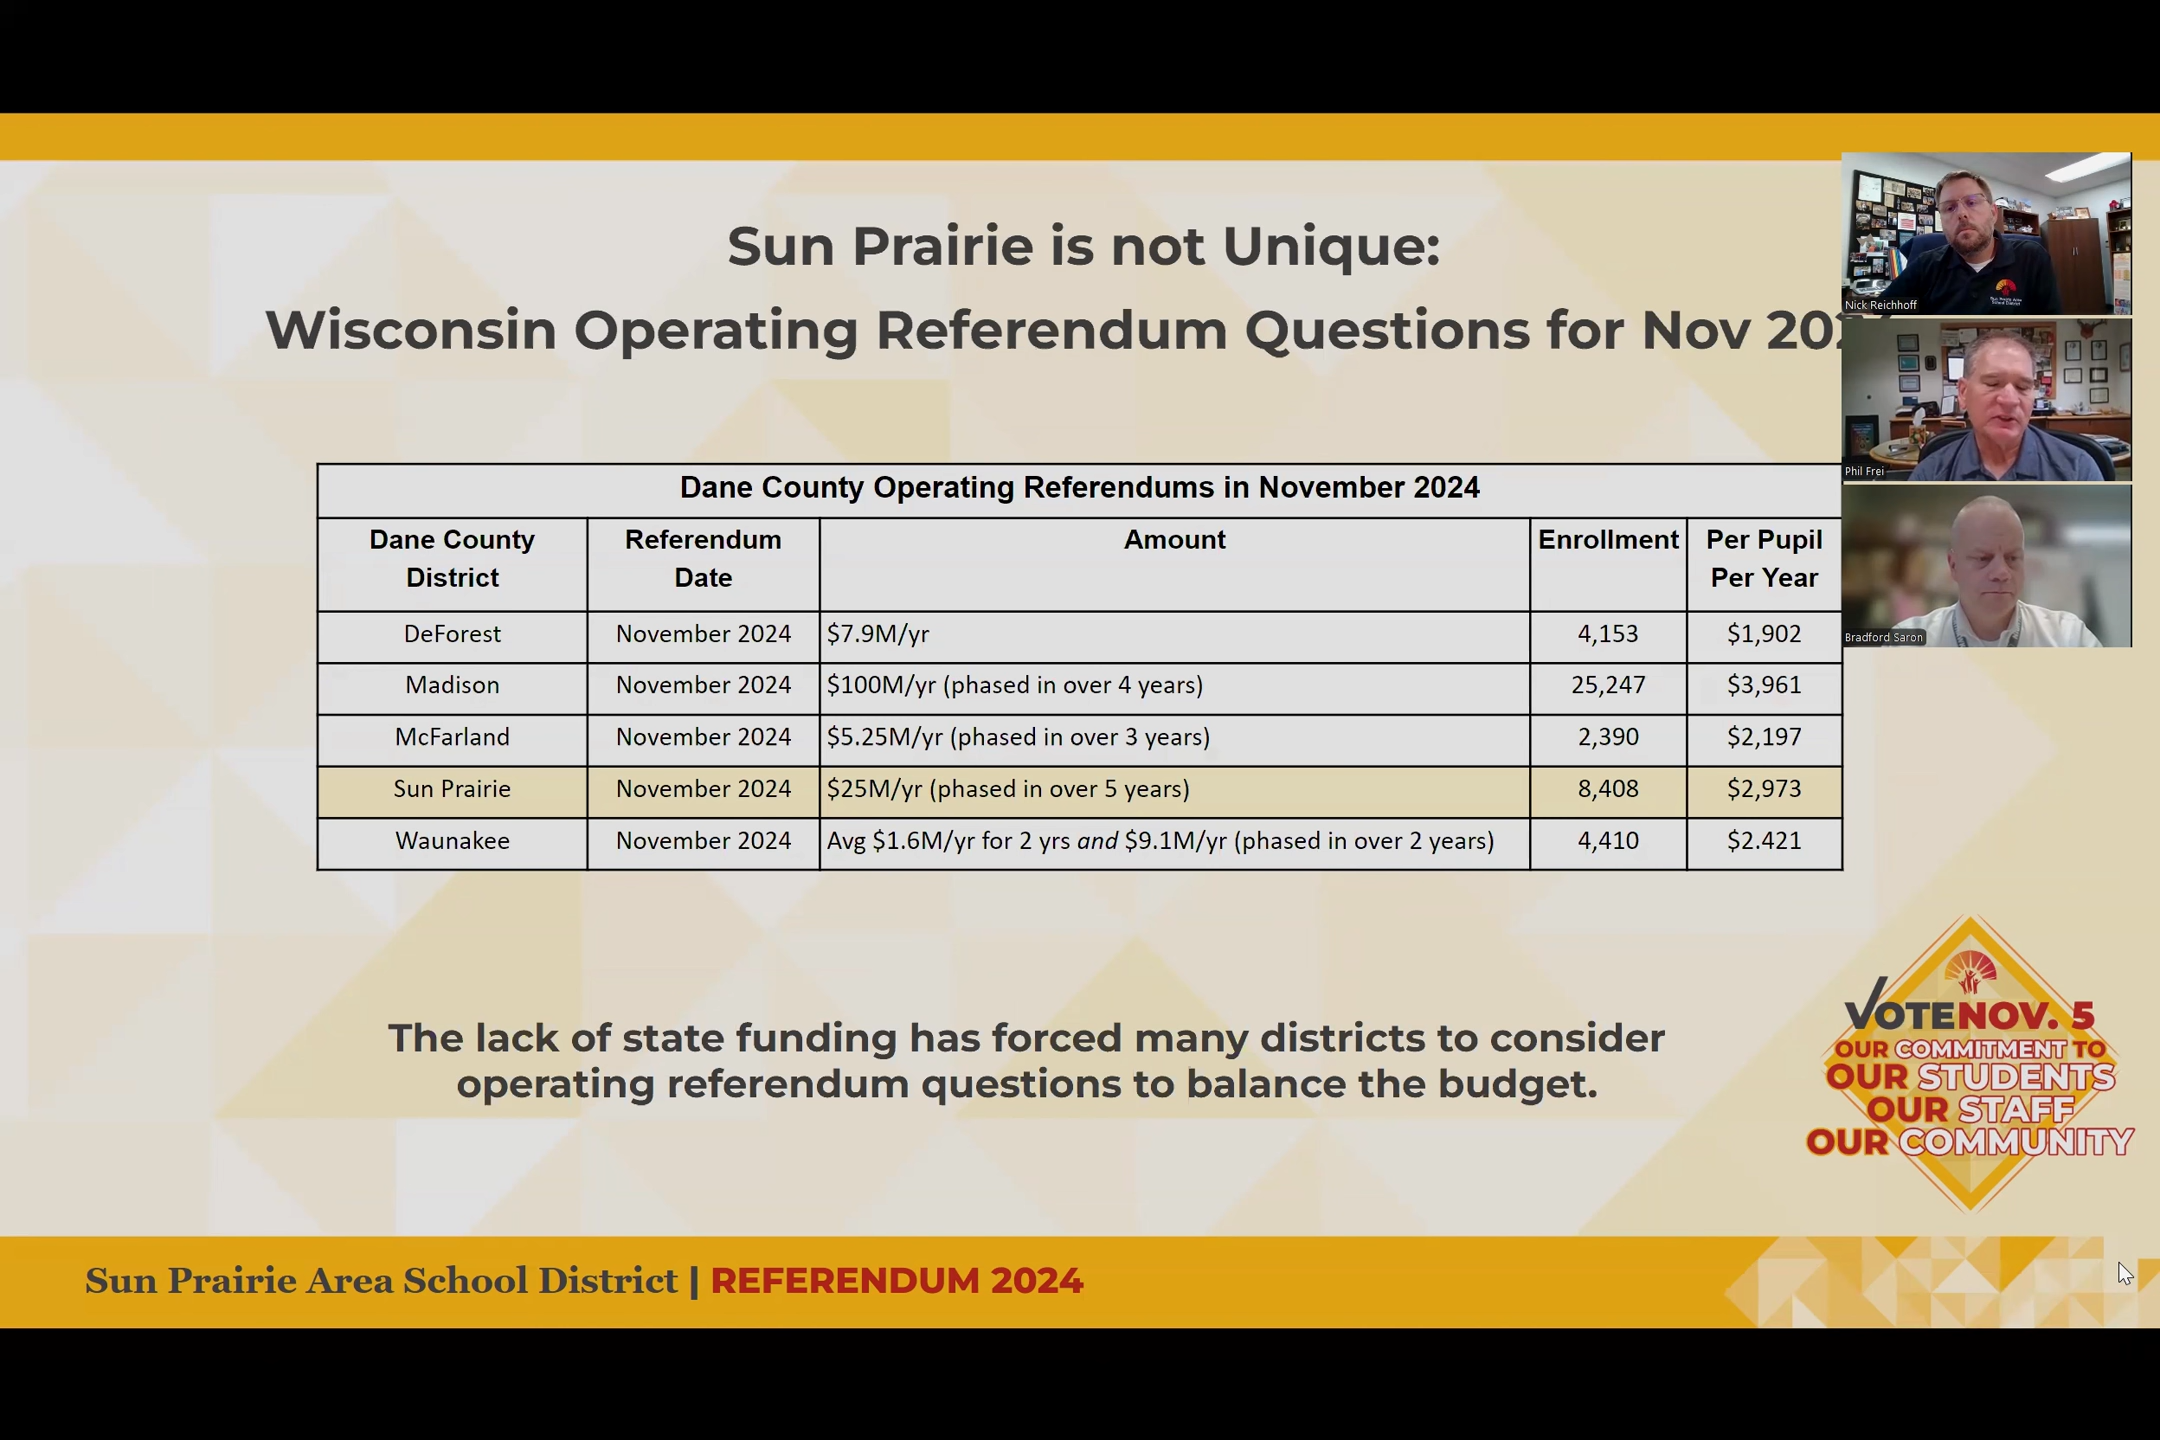 Sun Prairie is not Unique:
Wisconsin Operating Referendum Questions for Nov
Dane County Operating Referendums in November 2024
Dane County District | Referendum Date | Amount | Enrollment | Per Pupil Per Year
DeForest | November 2024 | $7.9M/yr | 4,153 | $1,902
Madison | November 2024 | $100M/yr (phased in over 4 years) | 25,247 | $3,961
McFarland | November 2024 | $5.25M/yr (phased in over 3 years) | 2,390 | $2,197
Sun Prairie | November 2024 | $25M/yr (phased in over 5 years) | 8,408 | $2,973
Waunakee | November 2024 | Avg $1.6M/yr for 2 yrs and $9.1M/yr (phased in over 2 years) | 4,410 | $2.421
Nick Reichhoff
Phil Frei
Bradford Saron
The lack of state funding has forced many districts to consider
operating referendum questions to balance the budget.
VOTE NOV. 5
OUR COMMITMENT TO
OUR STUDENTS
OUR STAFF
OUR COMMUNITY
Sun Prairie Area School District | REFERENDUM 2024